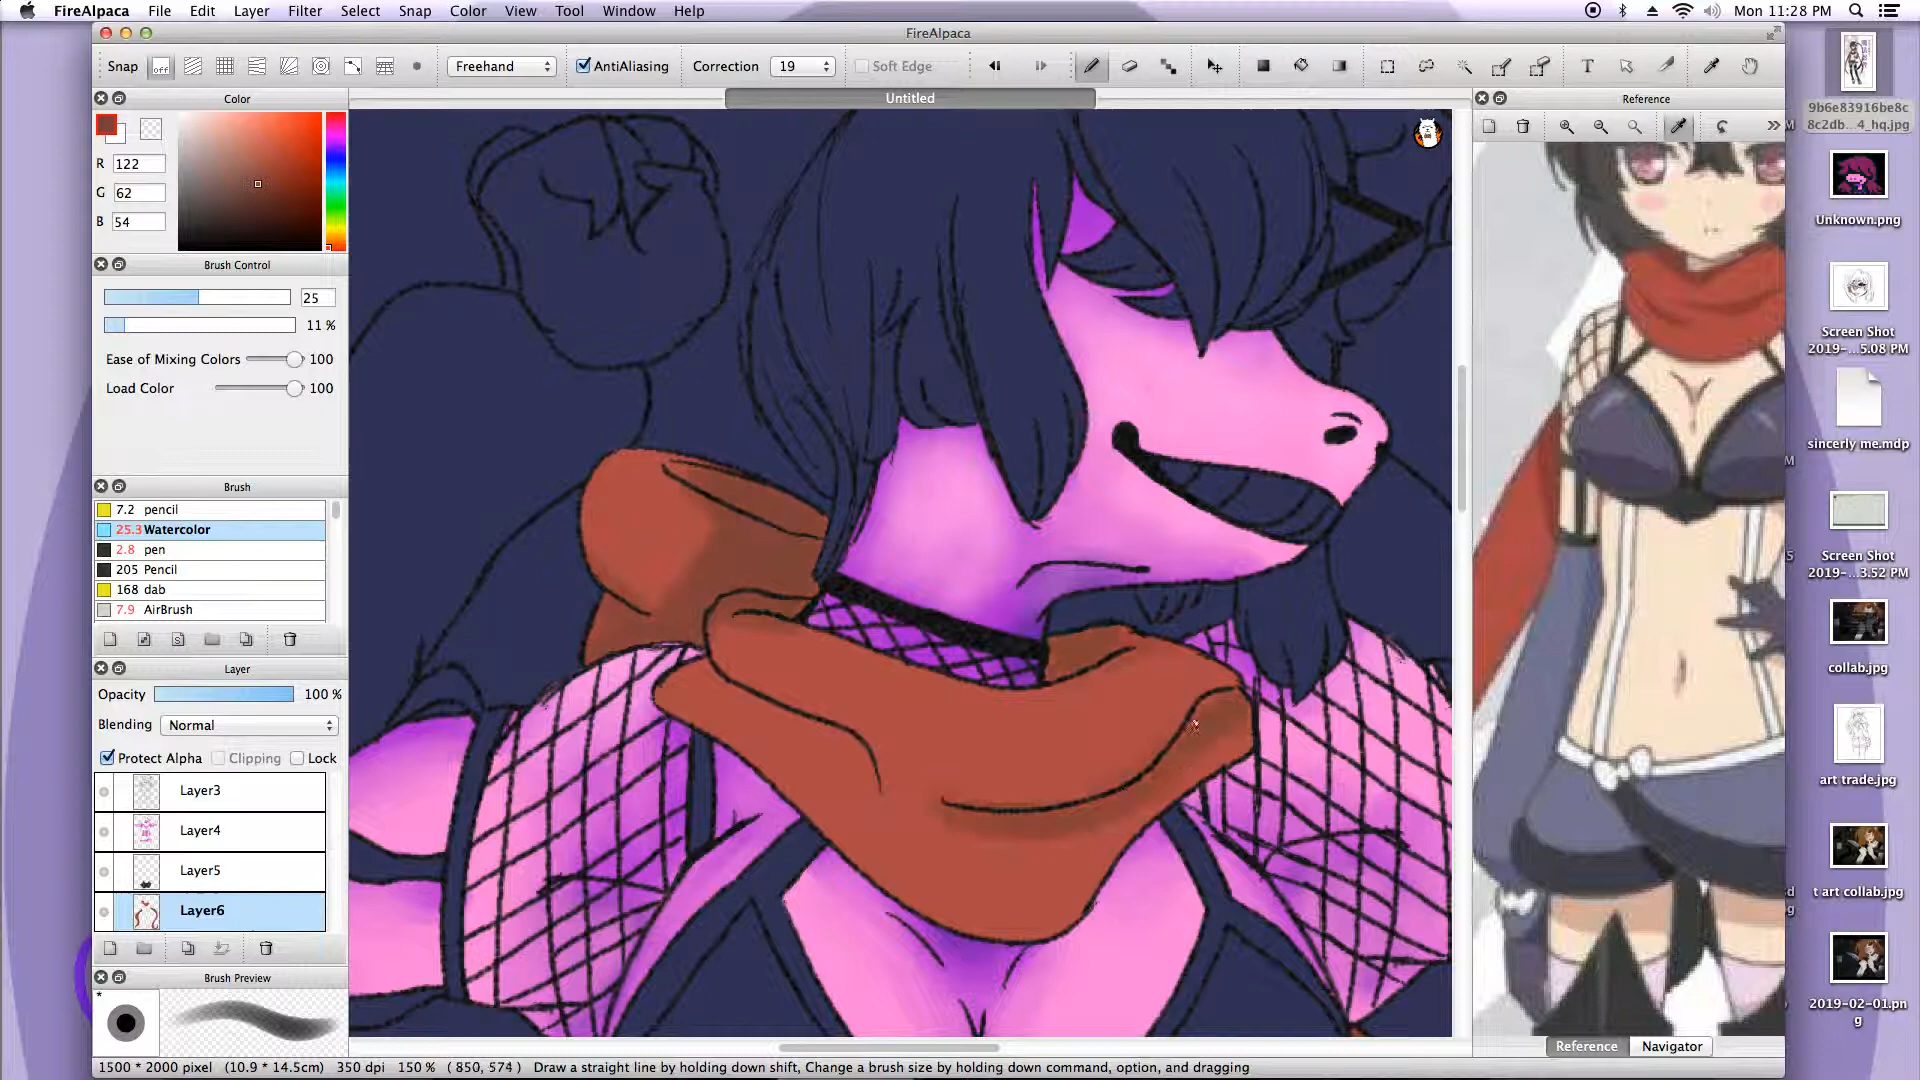 FireAlpaca File Edit Layer Filter Select Snap Color View Tool Window Help Mon 11:28 PM
FireAlpaca
Snap off Freehand AntiAliasing Correction 19 Soft Edge
Color Untitled Reference
R 122
G 62
B 54
Brush Control
25
11 %
Ease of Mixing Colors 100
Load Color 100
Brush
7.2 pencil
25.3 Watercolor
2.8 pen
205 Pencil
168 dab
7.9 AirBrush
Layer
Opacity 100 %
Blending Normal
Protect Alpha Clipping Lock
Layer3
Layer4
Layer5
Layer6
Brush Preview
*
Reference Navigator
1500 * 2000 pixel (10.9 * 14.5cm) 350 dpi 150 % ( 850, 574 ) Draw a straight line by holding down shift, Change a brush size by holding down command, option, and dragging
9b6e83916be8c
8c2db...4_hq.jpg
Unknown.png
Screen Shot
2019-...5.08 PM
sincerly me.mdp
Screen Shot
2019-...3.52 PM
collab.jpg
art trade.jpg
t art collab.jpg
2019-02-01.pn
g